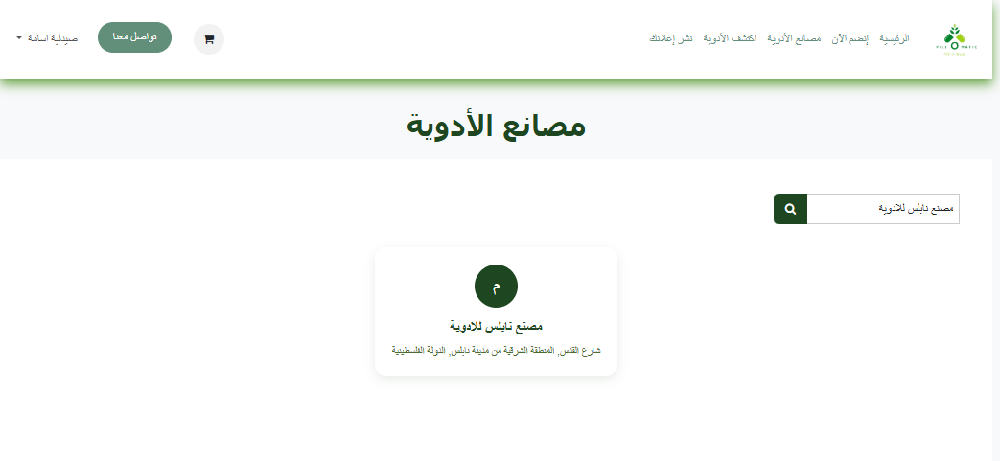 الرئيسية
إنضم الآن
مصانع الأدوية
اكتشف الأدوية
نشر إعلانك
تواصل معنا
صيدلية اسامة
مصانع الأدوية
مصنع نابلس للادوية
م
مصنع نابلس للادوية
شارع القدس, المنطقة الشرقية من مدينة نابلس, الدولة الفلسطينية